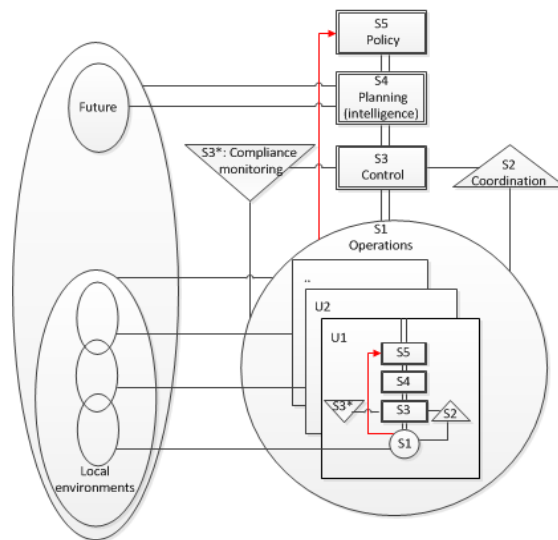 S5
Policy
S4
Planning
(intelligence)
Future
S3*: Compliance
monitoring
S3
Control
S2
Coordination
S1
Operations
..
U2
U1
S5
S4
S3*
S3
S2
S1
Local
environments